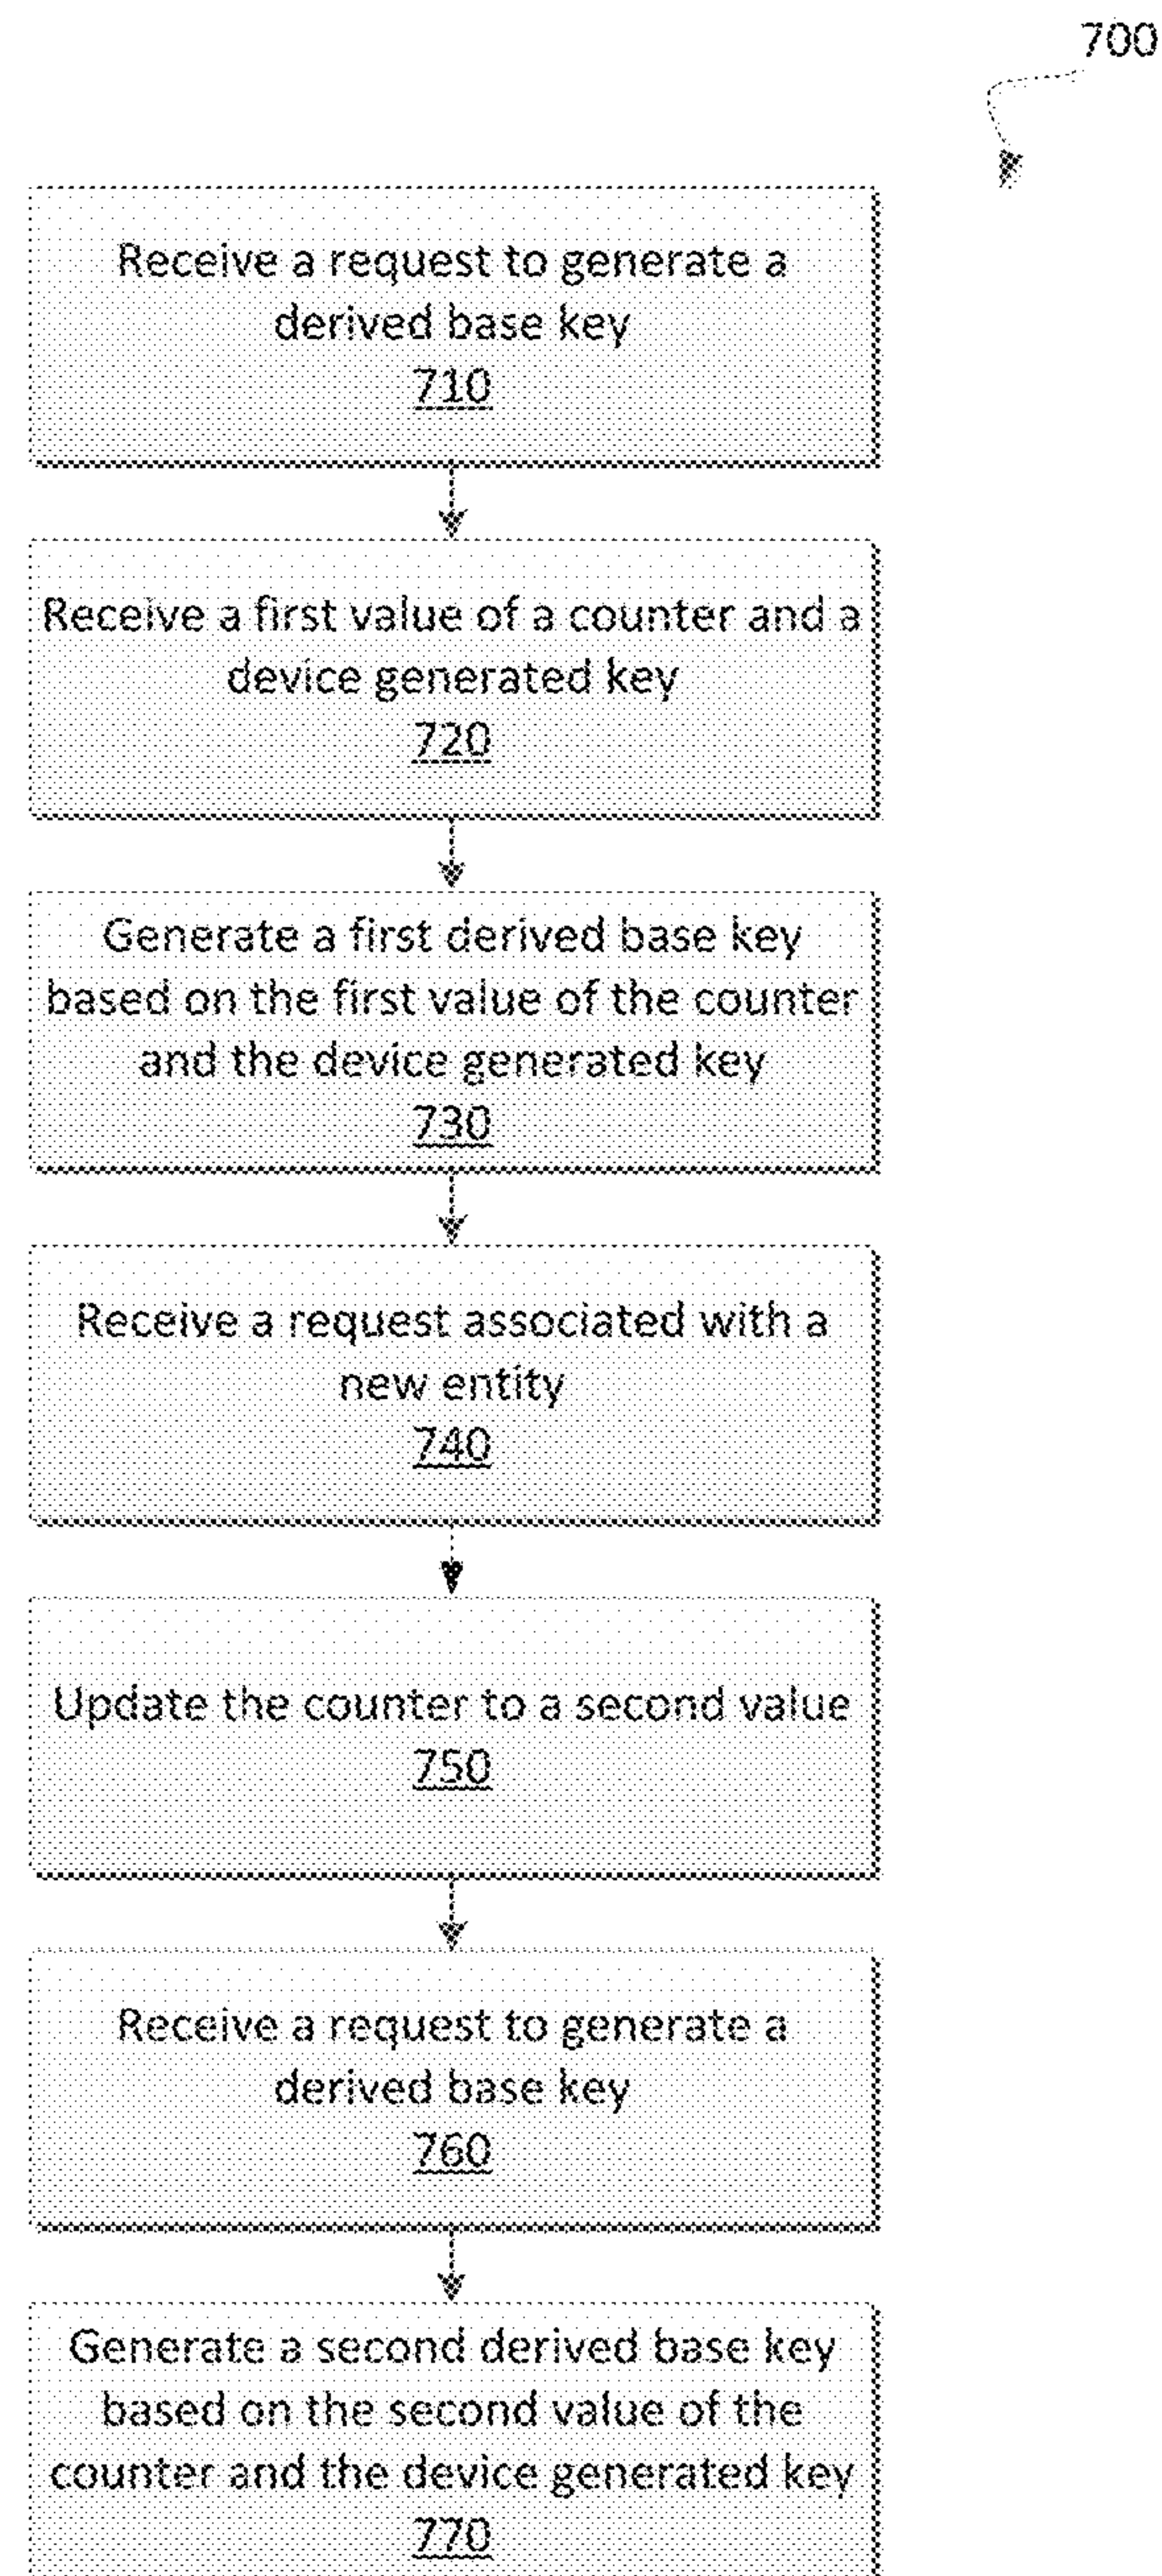 700
Receive a request to generate a
derived base key
710
Receive a first value of a counter and a
device generated key
720
Generate a first derived base key
based on the first value of the counter
and the device generated key
730
Receive a request associated with a
new entity
740
Update the counter to a second value
750
Receive a request to generate a
derived base key
760
Generate a second derived base key
based on the second value of the
counter and the device generated key
770